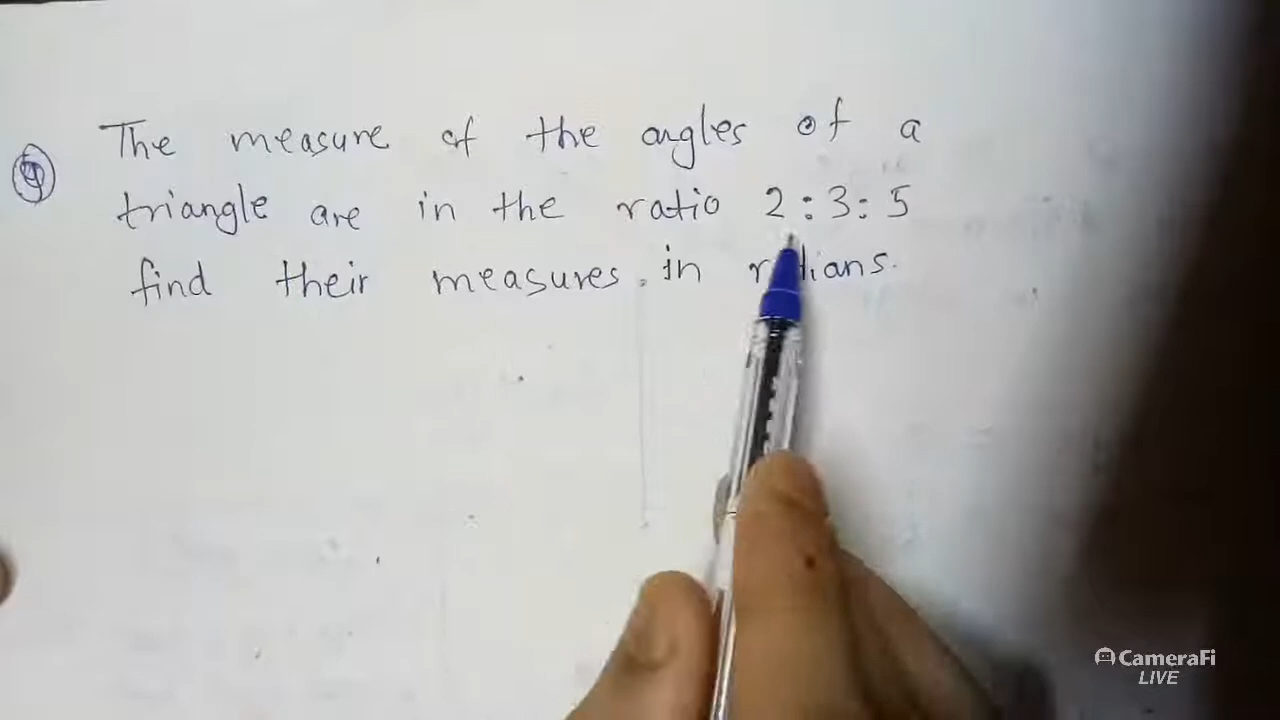 The measure of the angles of a
triangle are in the ratio 2:3:5
find their measures. in
CameraFi
LIVE